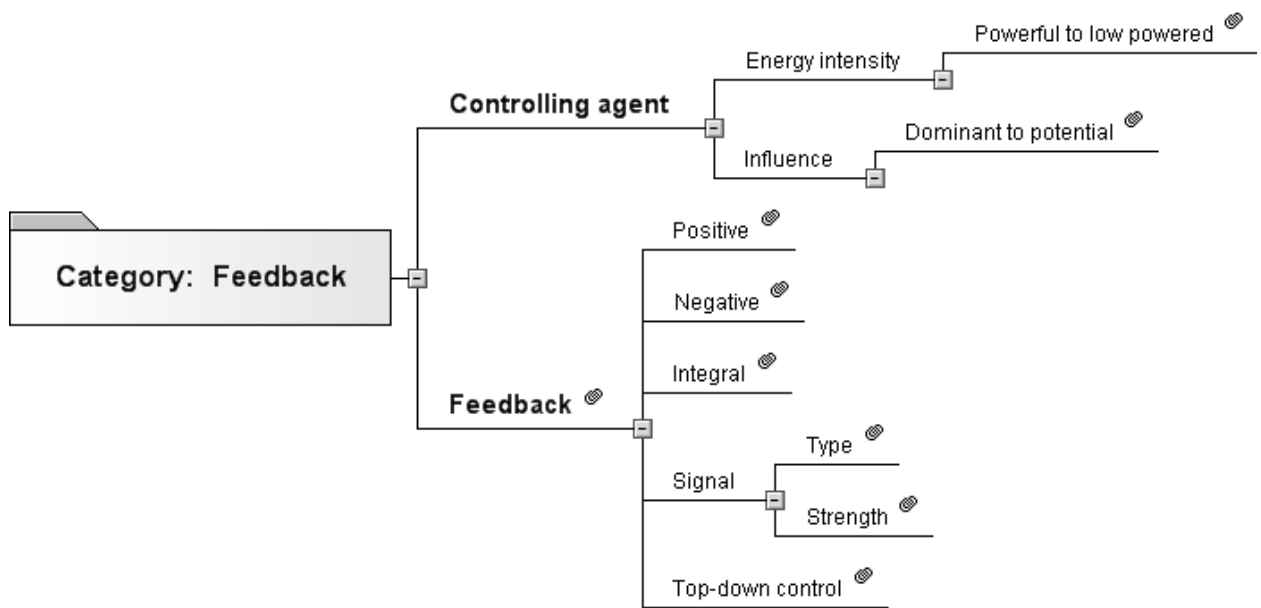 Powerful to low powered
Energy intensity
Controlling agent
Dominant to potential
Influence
Positive
Category: Feedback
Negative
Integral
Feedback
Type
Signal
Strength
Top-down control